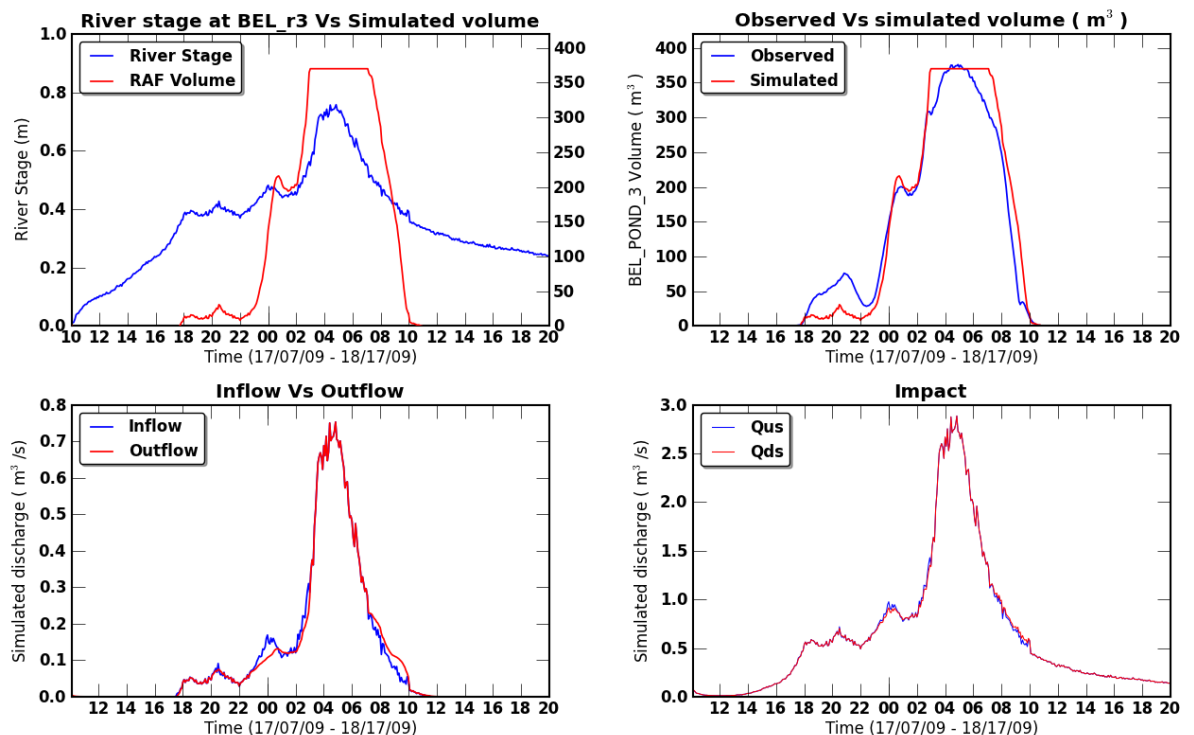 River stage at BEL_r3 Vs Simulated volume
River Stage
RAF Volume
River Stage (m)
1.0
0.8
0.6
0.4
0.2
0.0
400
350
300
250
200
150
100
50
0
10 12 14 16 18 20 22 00 02 04 06 08 10 12 14 16 18 20
Time (17/07/09 - 18/17/09)
Observed Vs simulated volume ( m³ )
Observed
Simulated
BEL_POND_3 Volume ( m³ )
400
350
300
250
200
150
100
50
0
12 14 16 18 20 22 00 02 04 06 08 10 12 14 16 18 20
Time (17/07/09 - 18/17/09)
Inflow Vs Outflow
Inflow
Outflow
Simulated discharge ( m³ /s)
0.8
0.7
0.6
0.5
0.4
0.3
0.2
0.1
0.0
12 14 16 18 20 22 00 02 04 06 08 10 12 14 16 18 20
Time (17/07/09 - 18/17/09)
Impact
Qus
Qds
Simulated discharge ( m³ /s)
3.0
2.5
2.0
1.5
1.0
0.5
0.0
12 14 16 18 20 22 00 02 04 06 08 10 12 14 16 18 20
Time (17/07/09 - 18/17/09)